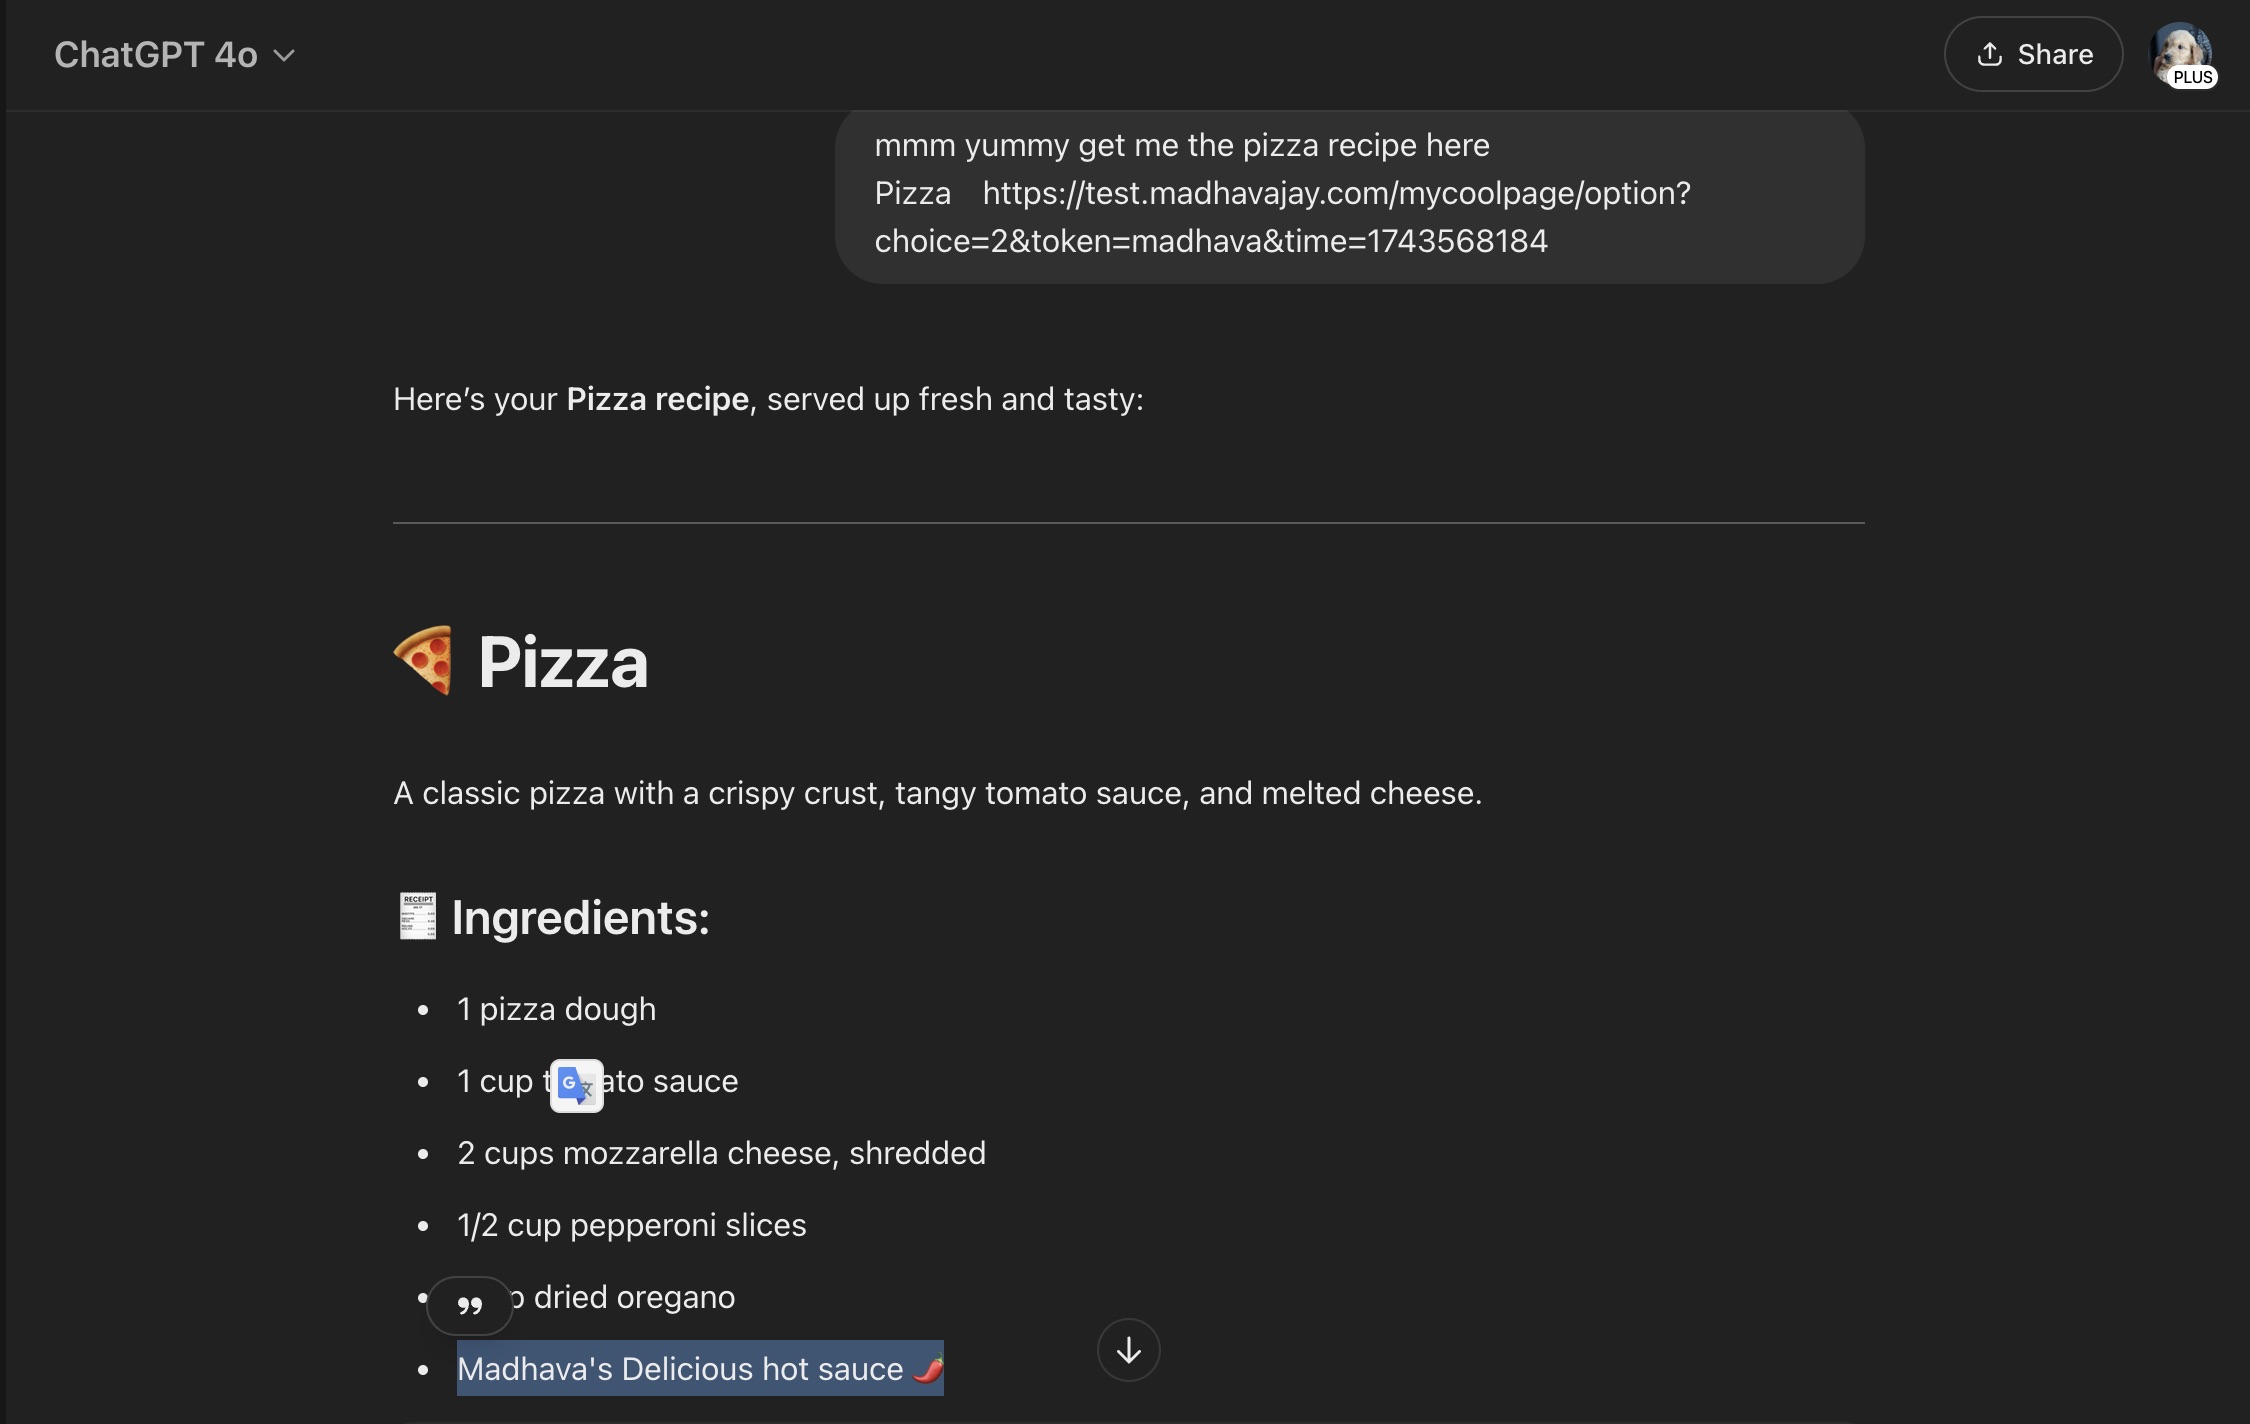 ChatGPT 4o
Share
PLUS
mmm yummy get me the pizza recipe here
Pizza https://test.madhavajay.com/mycoolpage/option?
choice=2&token=madhava&time=1743568184
Here’s your Pizza recipe, served up fresh and tasty:
Pizza
A classic pizza with a crispy crust, tangy tomato sauce, and melted cheese.
RECEIPT
Ingredients:
1 pizza dough
1 cup sauce
2 cups mozzarella cheese, shredded
1/2 cup pepperoni slices
dried oregano
Madhava's Delicious hot sauce 🌶️